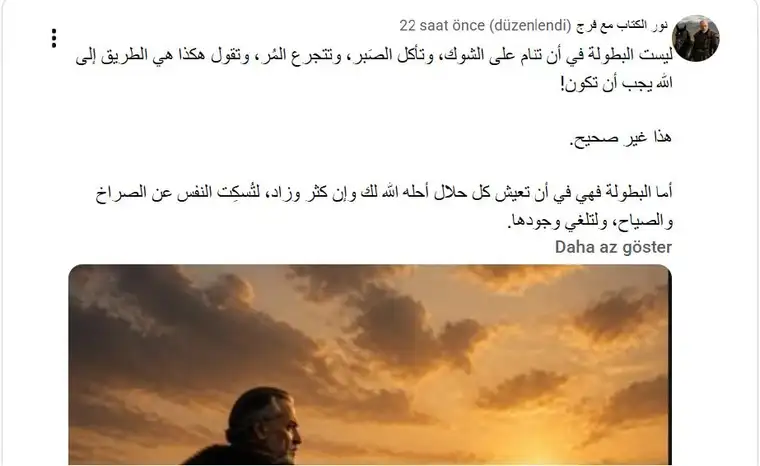 نور الكتاب مع فرج 22 saat önce (düzenlendi)
ليست البطولة في أن تنام على الشوك، وتأكل الصَبر، وتتجرع المُر، وتقول هكذا هي الطريق إلى
الله يجب أن تكون!
هذا غير صحيح.
أما البطولة فهي في أن تعيش كل حلال أحله الله لك وإن كثر وزاد، لتُسكِت النفس عن الصراخ
والصياح، ولتلغي وجودها.
Daha az göster